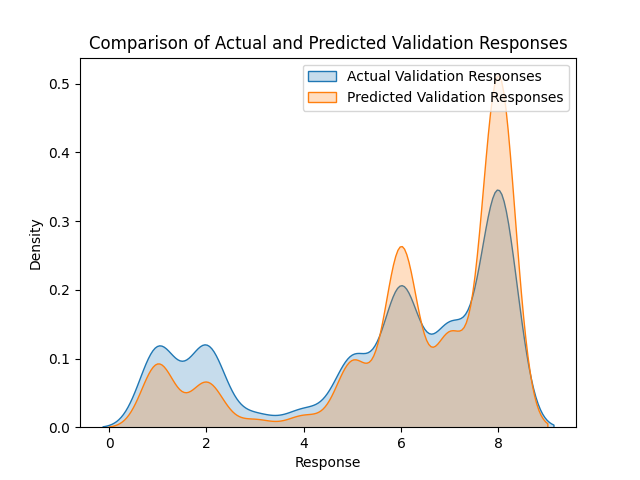 Comparison of Actual and Predicted Validation Responses
Actual Validation Responses
Predicted Validation Responses
0.5
0.4
0.3
0.2
0.1
0.0
Density
0 2 4 6 8
Response